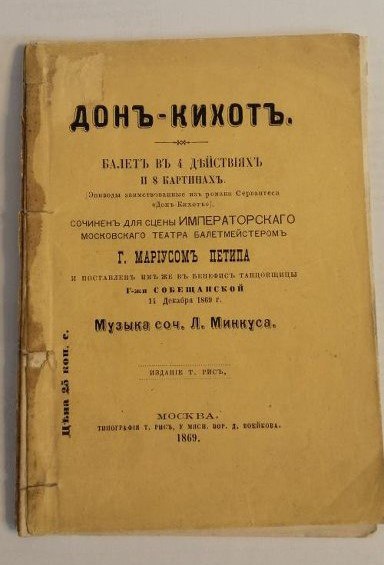 ДОНЪ-КИХОТЪ.
БАЛЕТЪ ВЪ 4 ДѢЙСТВІЯХЪ
И 8 КАРТИНАХЪ.
(Эпизоды заимствованные изъ романа Сервантеса
«Донъ Кихотъ»).
СОЧИНЕНЪ ДЛЯ СЦЕНЫ ИМПЕРАТОРСКАГО
МОСКОВСКАГО ТЕАТРА БАЛЕТМЕЙСТЕРОМЪ
Г. МАРІУСОМЪ ПЕТИПА
И ПОСТАВЛЕНЪ ИМЪ ЖЕ ВЪ БЕНЕФИСЪ ТАНЦОВЩИЦЫ
Г-жи СОБЕЩАНСКОЙ
14 Декабря 1869 г.
Музыка соч. Л. Минкуса.
ИЗДАНІЕ Т. РИСЪ.
МОСКВА.
ТИПОГРАФІЯ Т. РИСЪ, У МЯСН. ВОР. Д. ВОЕЙКОВА.
1869.
Цѣна 25 коп. с.